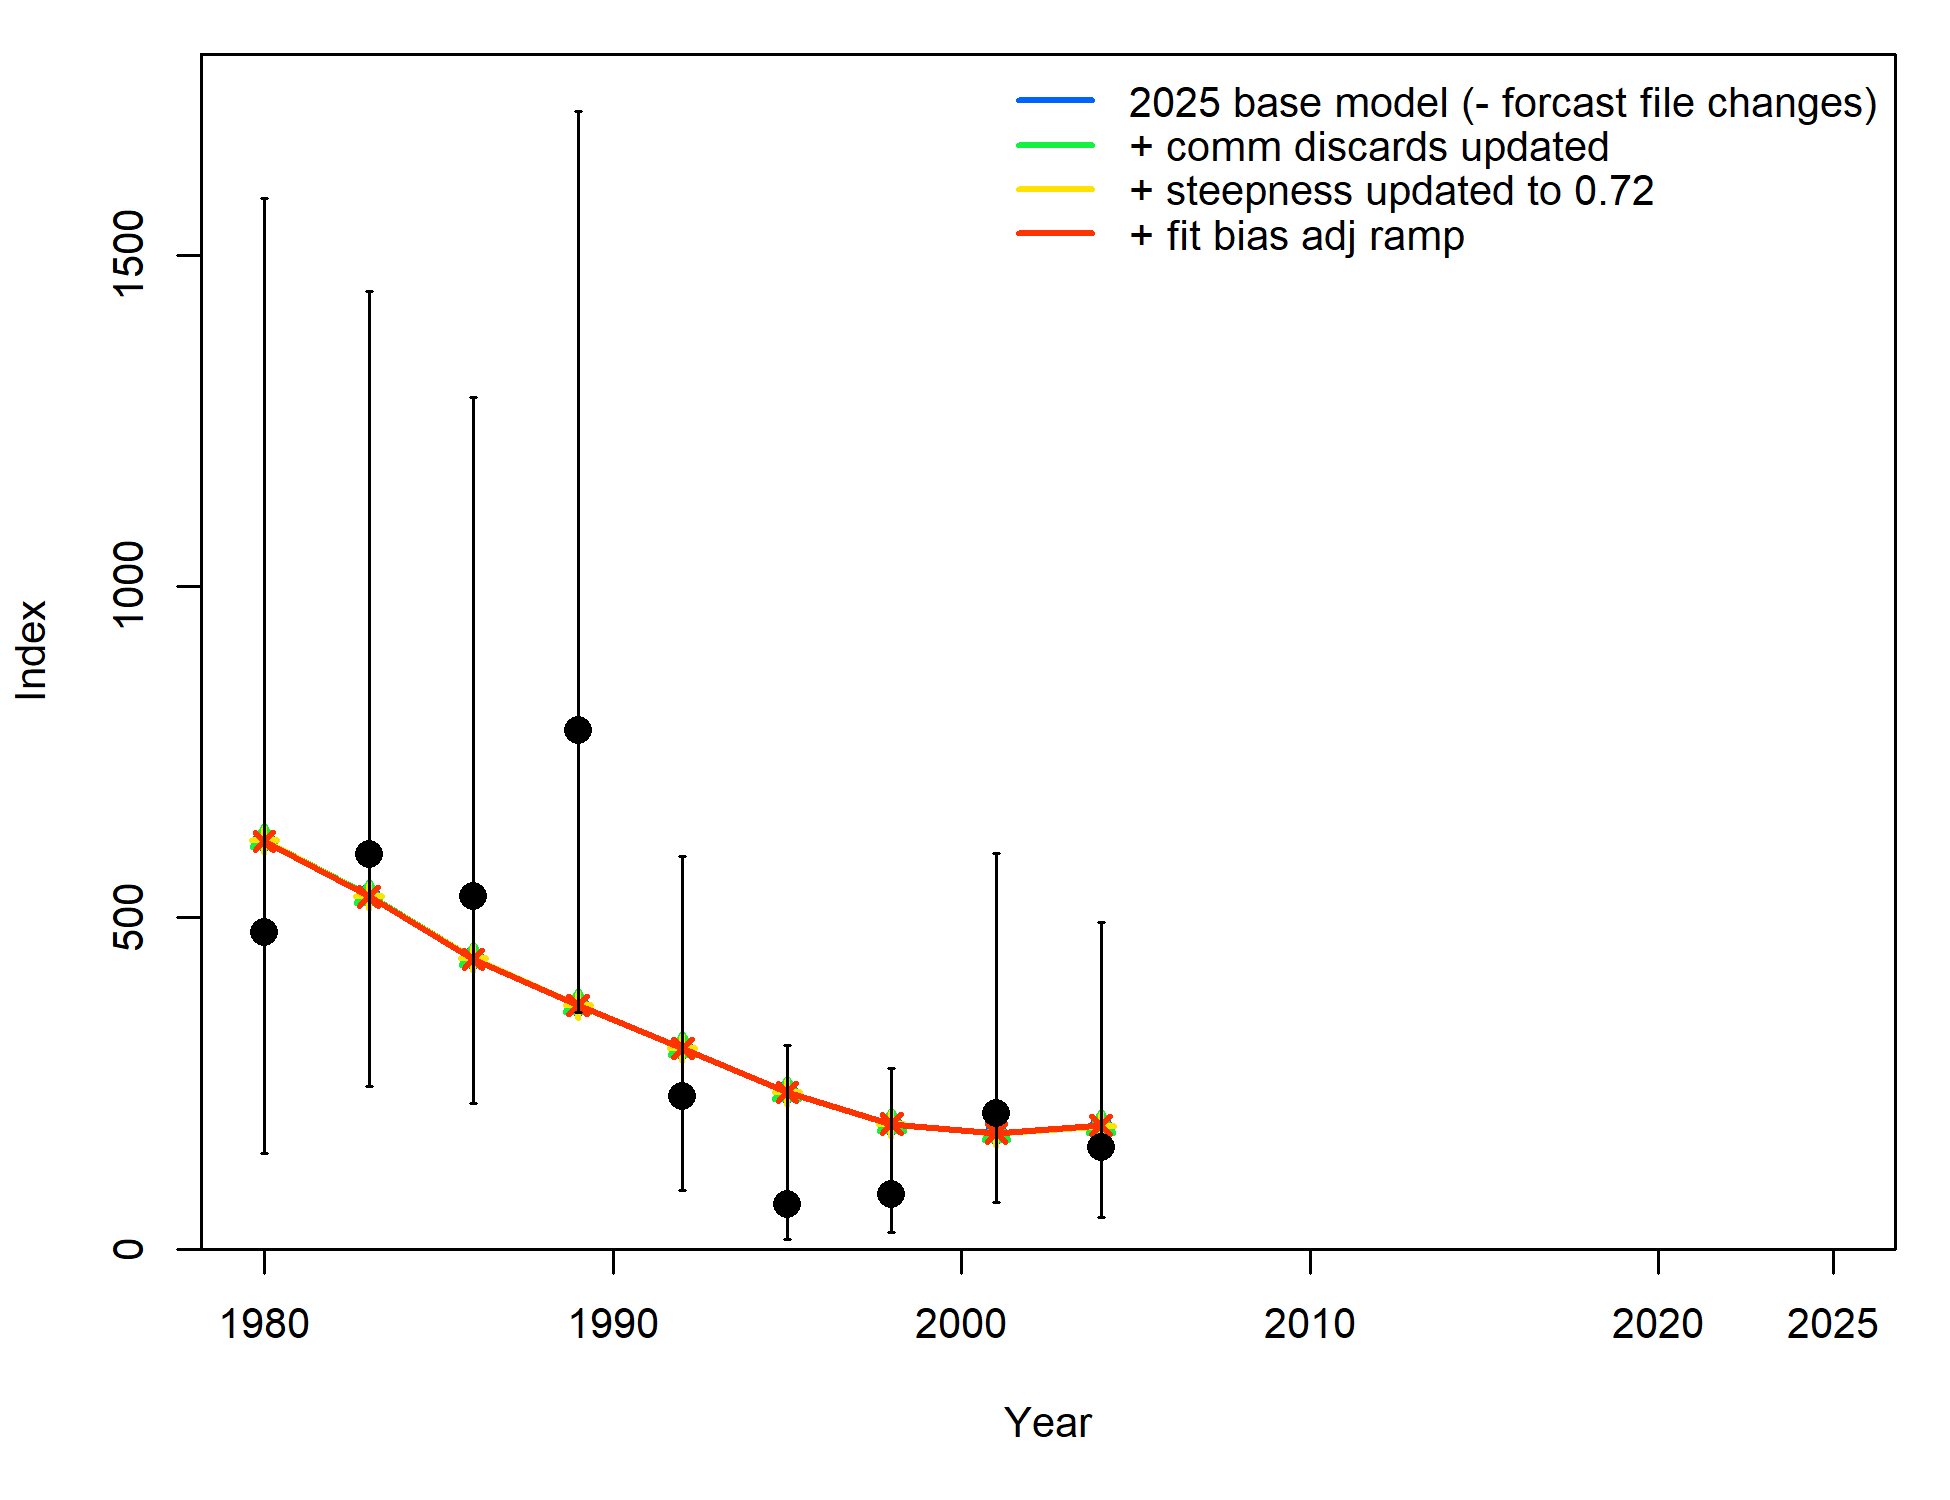 2025 base model (- forcast file changes)
+ comm discards updated
+ steepness updated to 0.72
+ fit bias adj ramp
Index
1500
1000
500
0
1980 1990 2000 2010 2020 2025
Year